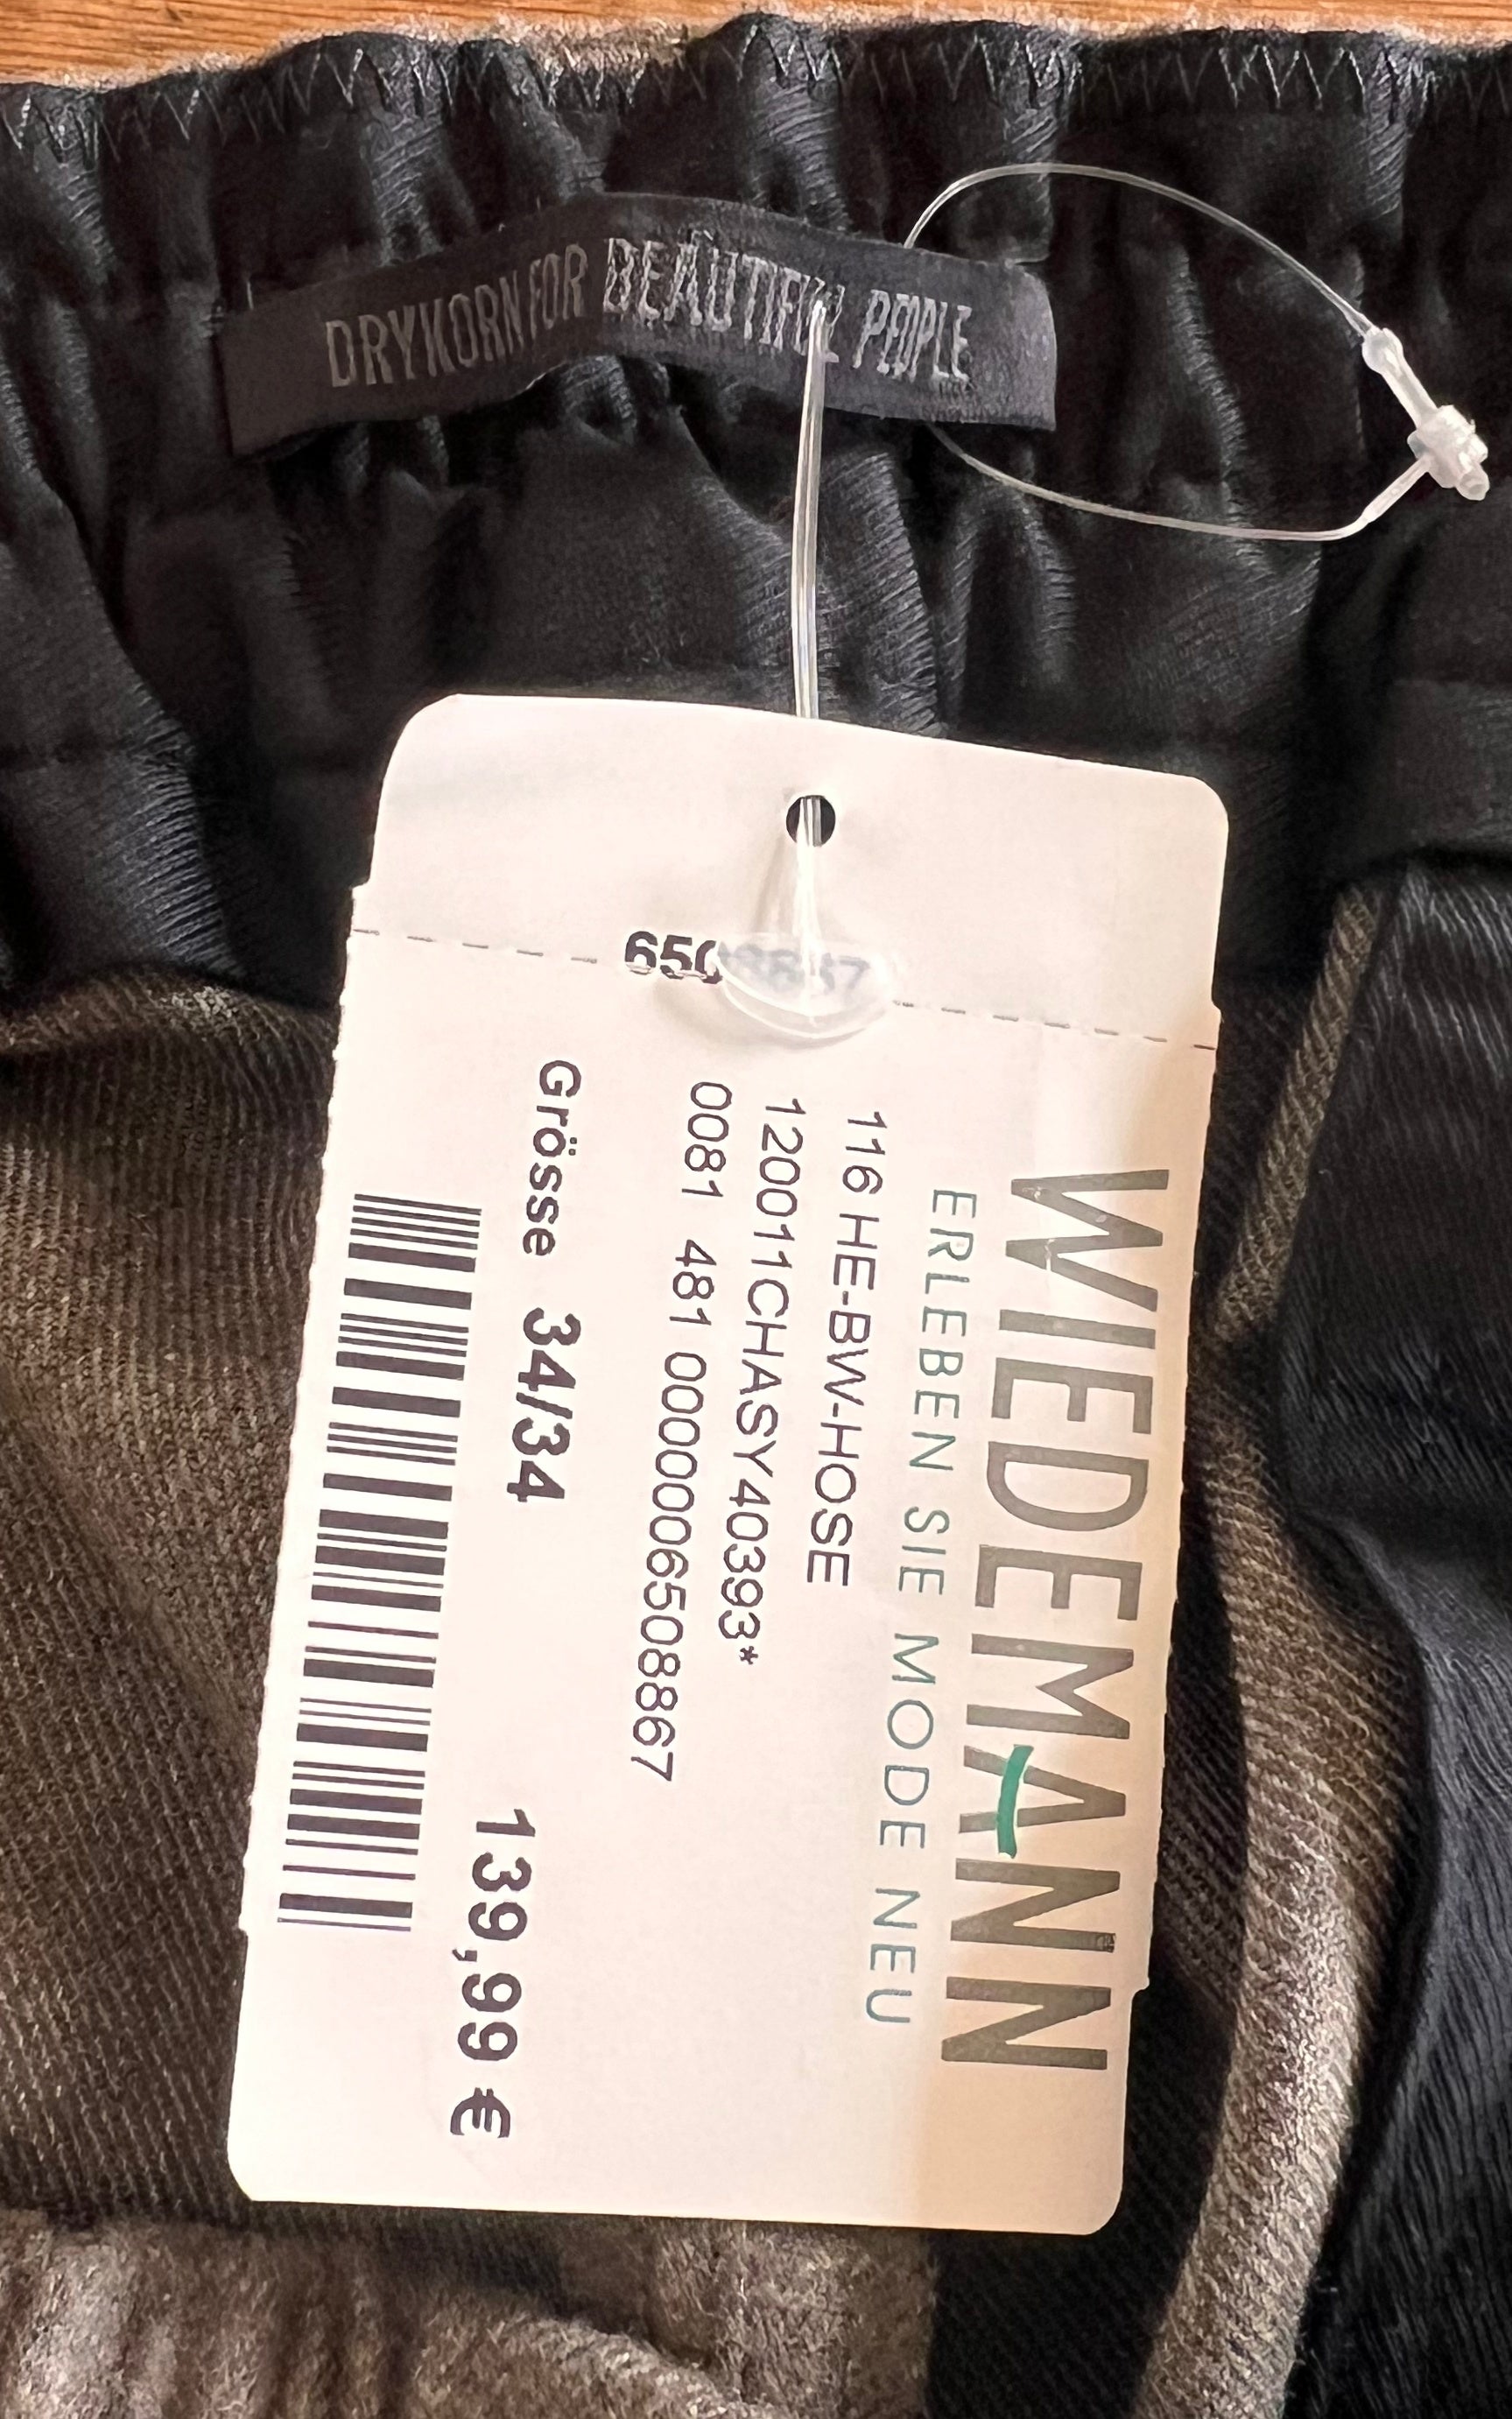 DRYKORN FOR BEAUTIFUL PEOPLE
WIEDEMANN
ERLEBEN SIE MODE NEU
116 HE-BW-HOSE
120011CHASY40393*
0081 481 0000006508867
Grösse 34/34
139,99 €